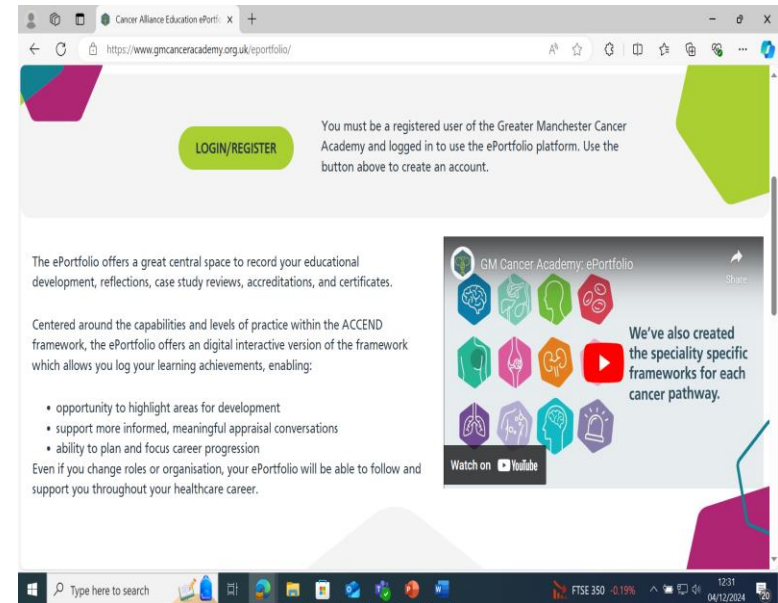 Cancer Alliance Education ePortfo
https://www.gmcanceracademy.org.uk/eportfolio/
LOGIN/REGISTER
You must be a registered user of the Greater Manchester Cancer
Academy and logged in to use the ePortfolio platform. Use the
button above to create an account.
The ePortfolio offers a great central space to record your educational
development, reflections, case study reviews, accreditations, and certificates.
Centered around the capabilities and levels of practice within the ACCEND
framework, the ePortfolio offers an digital interactive version of the framework
which allows you log your learning achievements, enabling:
• opportunity to highlight areas for development
• support more informed, meaningful appraisal conversations
• ability to plan and focus career progression
Even if you change roles or organisation, your ePortfolio will be able to follow and
support you throughout your healthcare career.
GM Cancer Academy: ePortfolio
Share
We've also created
the speciality specific
frameworks for each
cancer pathway.
Watch on YouTube
Type here to search
FTSE 350 -0.19%
12:31
04/12/2024
20